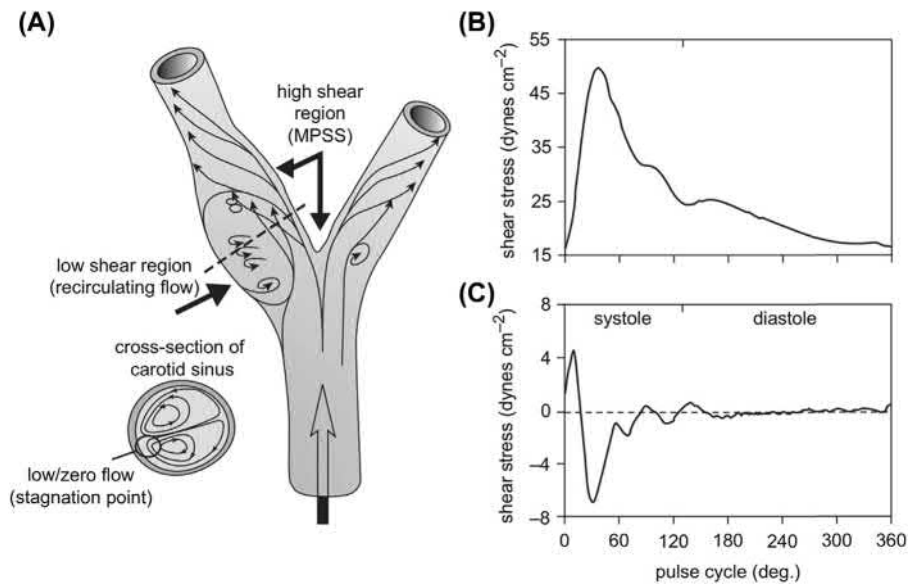 (A)
high shear
region
(MPSS)
low shear region
(recirculating flow)
cross-section of
carotid sinus
low/zero flow
(stagnation point)
(B)
shear stress (dynes cm⁻²)
55
45
35
25
15
(C)
shear stress (dynes cm⁻²)
8
4
0
−4
−8
systole
diastole
0
60
120
180
240
300
360
pulse cycle (deg.)